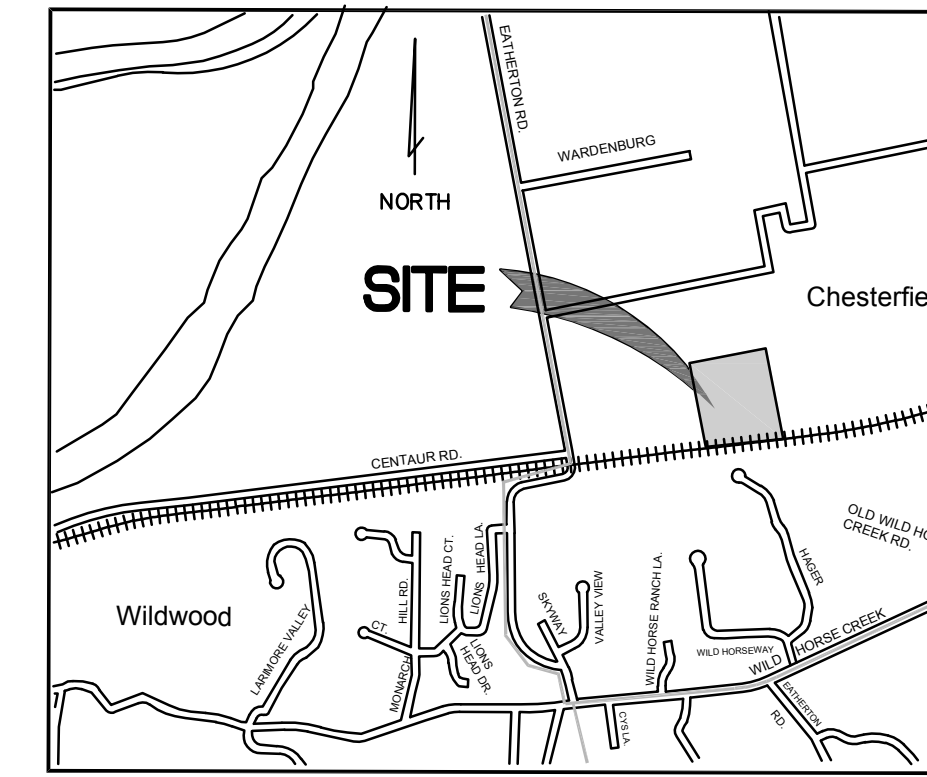 EATHERTON RD.
WARDENBURG
NORTH
SITE
Chesterfie
CENTAUR RD.
OLD WILD HO
CREEK RD.
HAGER
LIONS HEAD CT.
LIONS HEAD LA.
HILL RD.
SKYWAY
VALLEY VIEW
WILD HORSE RANCH LA.
Wildwood
LARIMORE VALLEY
CT.
LIONS
HEAD DR.
MONARCH
WILD HORSEWAY
WILD HORSE CREEK
EATHERTON
RD.
CYS LA.